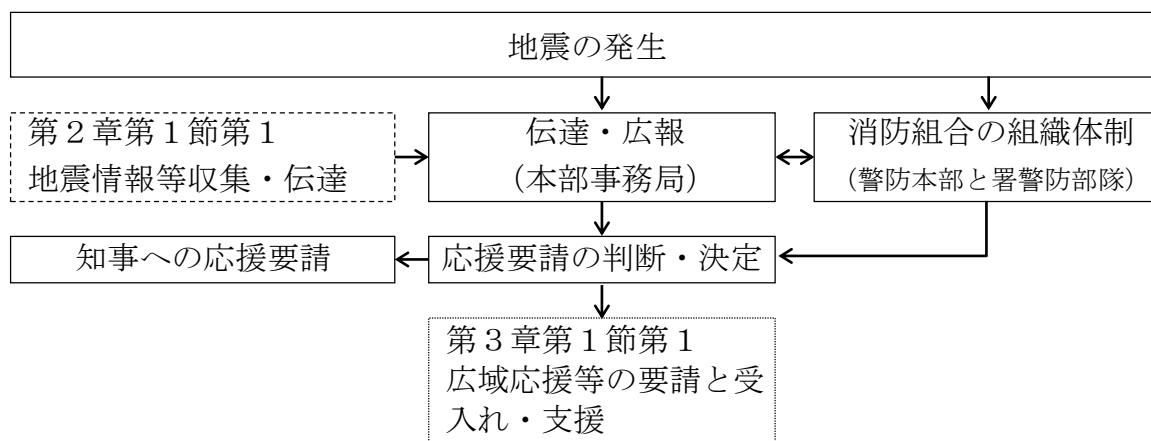 地震の発生
第２章第１節第１
地震情報等収集・伝達
伝達・広報
（本部事務局）
消防組合の組織体制
（警防本部と署警防部隊）
知事への応援要請
応援要請の判断・決定
第３章第１節第１
広域応援等の要請と受
入れ・支援